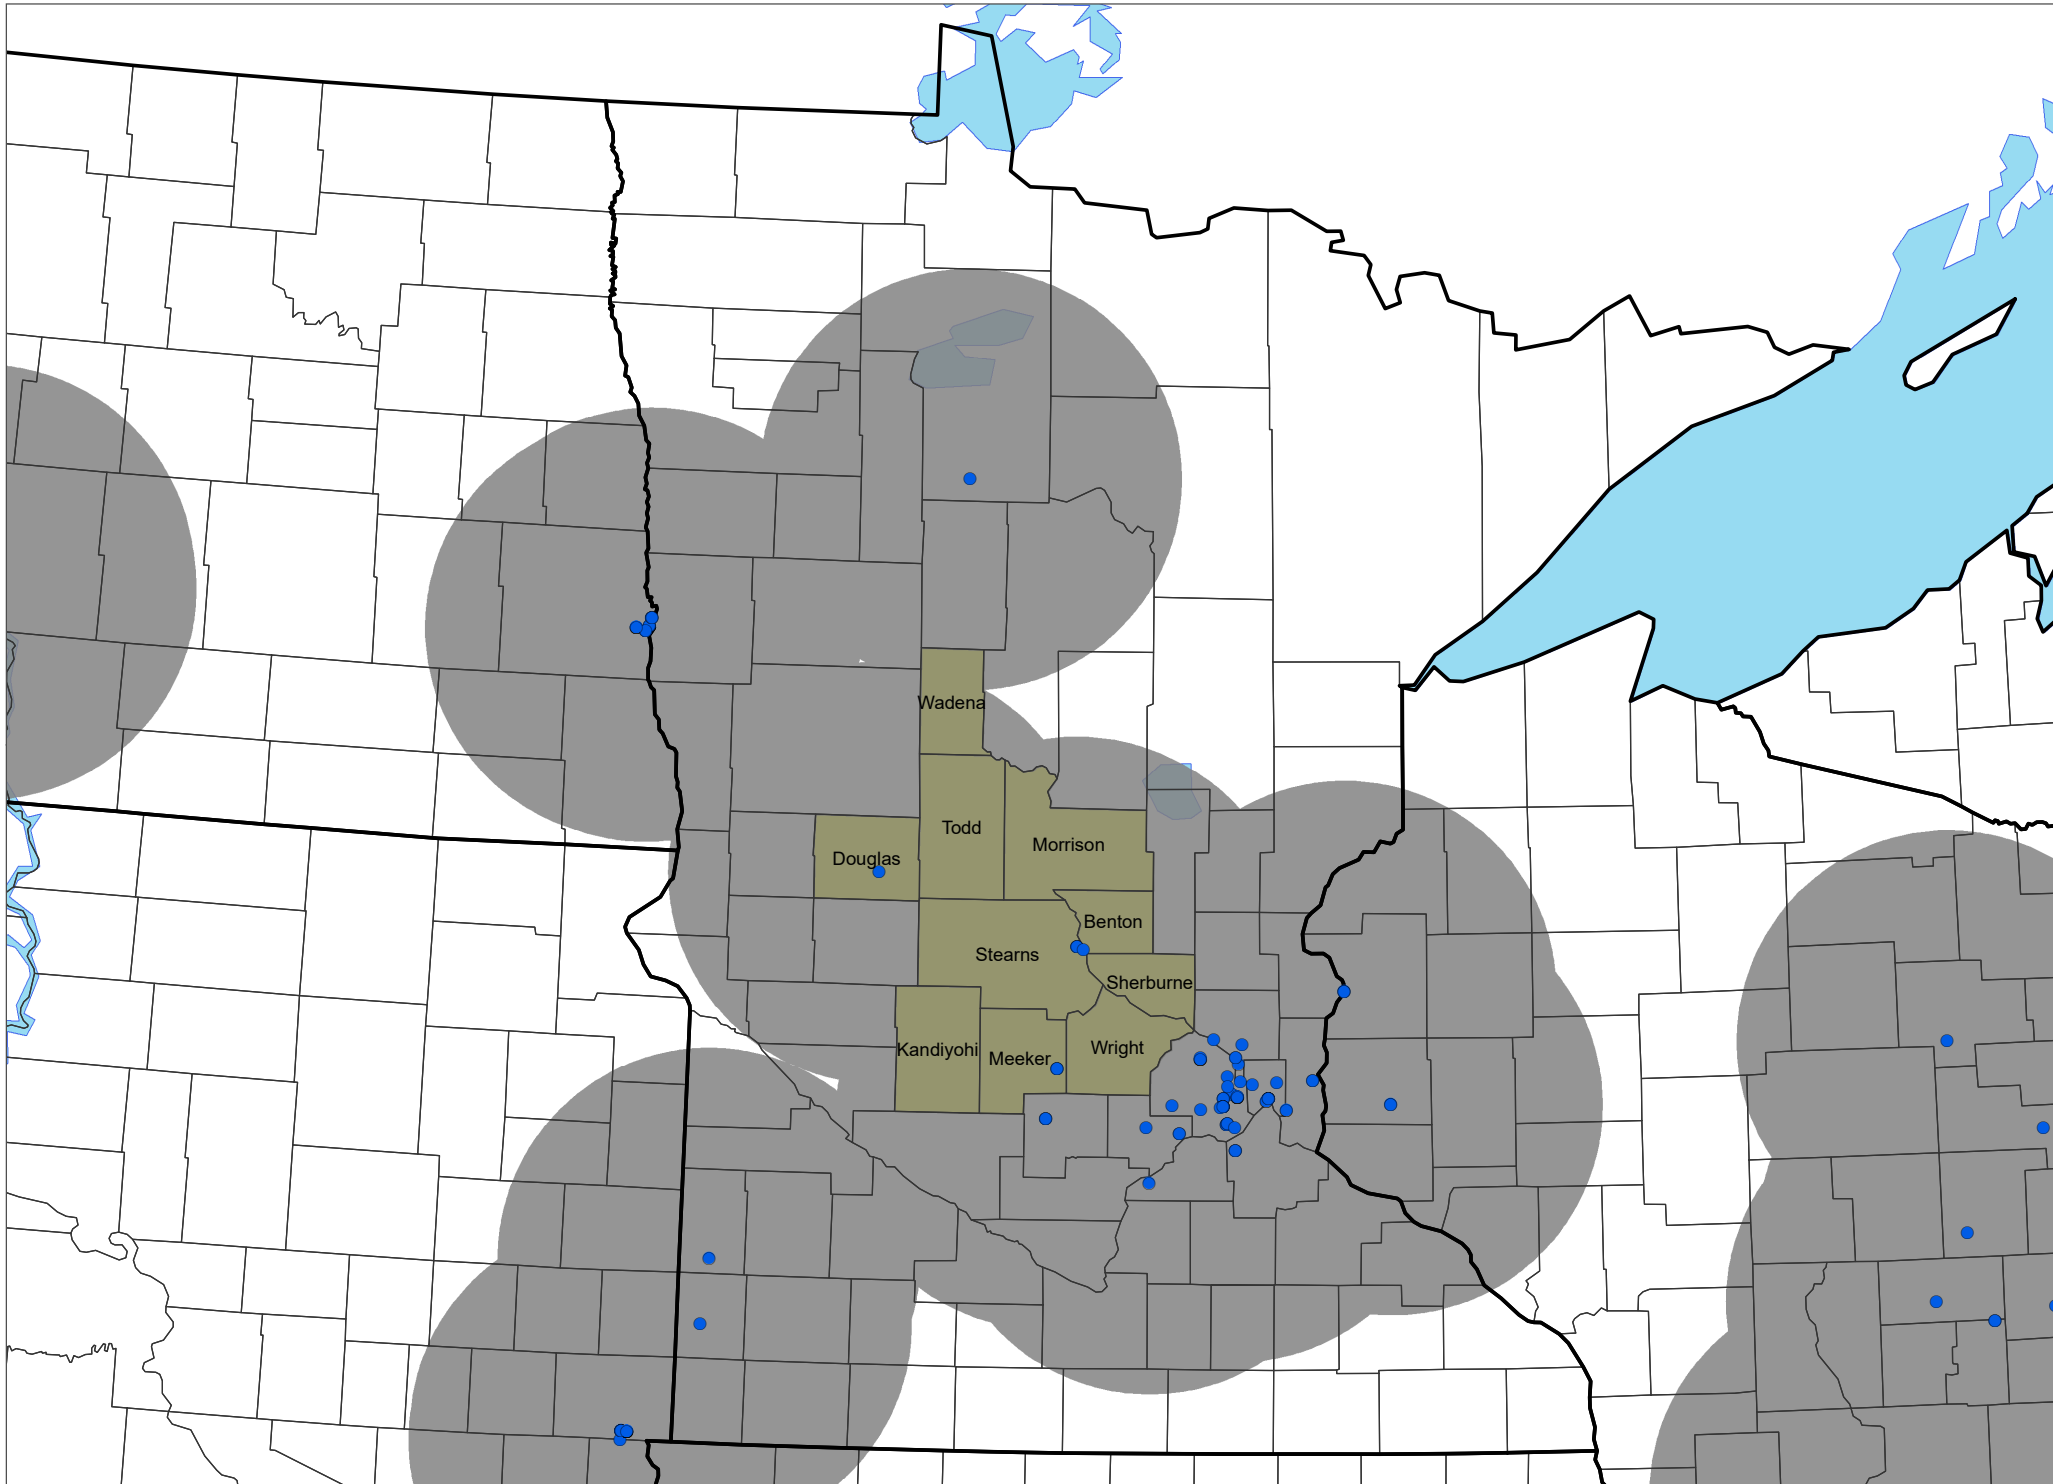 Wadena
Todd
Morrison
Douglas
Benton
Stearns
Sherburne
Kandiyohi
Meeker
Wright